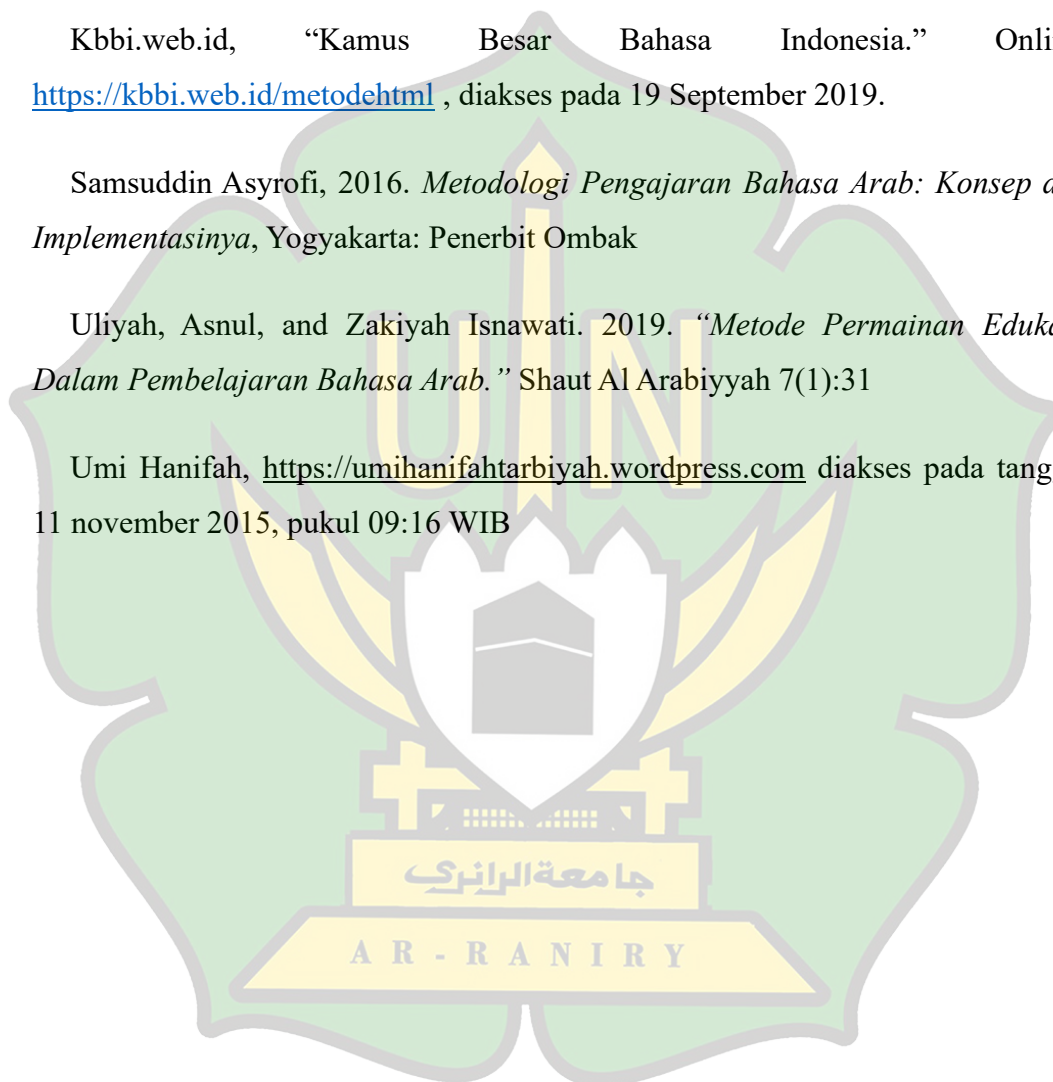 Kbbi.web.id, “Kamus Besar Bahasa Indonesia.”
https://kbbi.web.id/metodehtml , diakses pada 19 September 2019.
Samsuddin Asyrofi, 2016. Metodologi Pengajaran Bahasa Arab: Konsep
Implementasinya, Yogyakarta: Penerbit Ombak
Uliyah, Asnul, and Zakiyah Isnawati. 2019. “Metode Permainan
Dalam Pembelajaran Bahasa Arab.” Shaut Al Arabiyyah 7(1):31
Umi Hanifah, https://umihanifahtarbiyah.wordpress.com diakses pada
11 november 2015, pukul 09:16 WIB
UIN
جامعة الرانري
AR-RANIRY